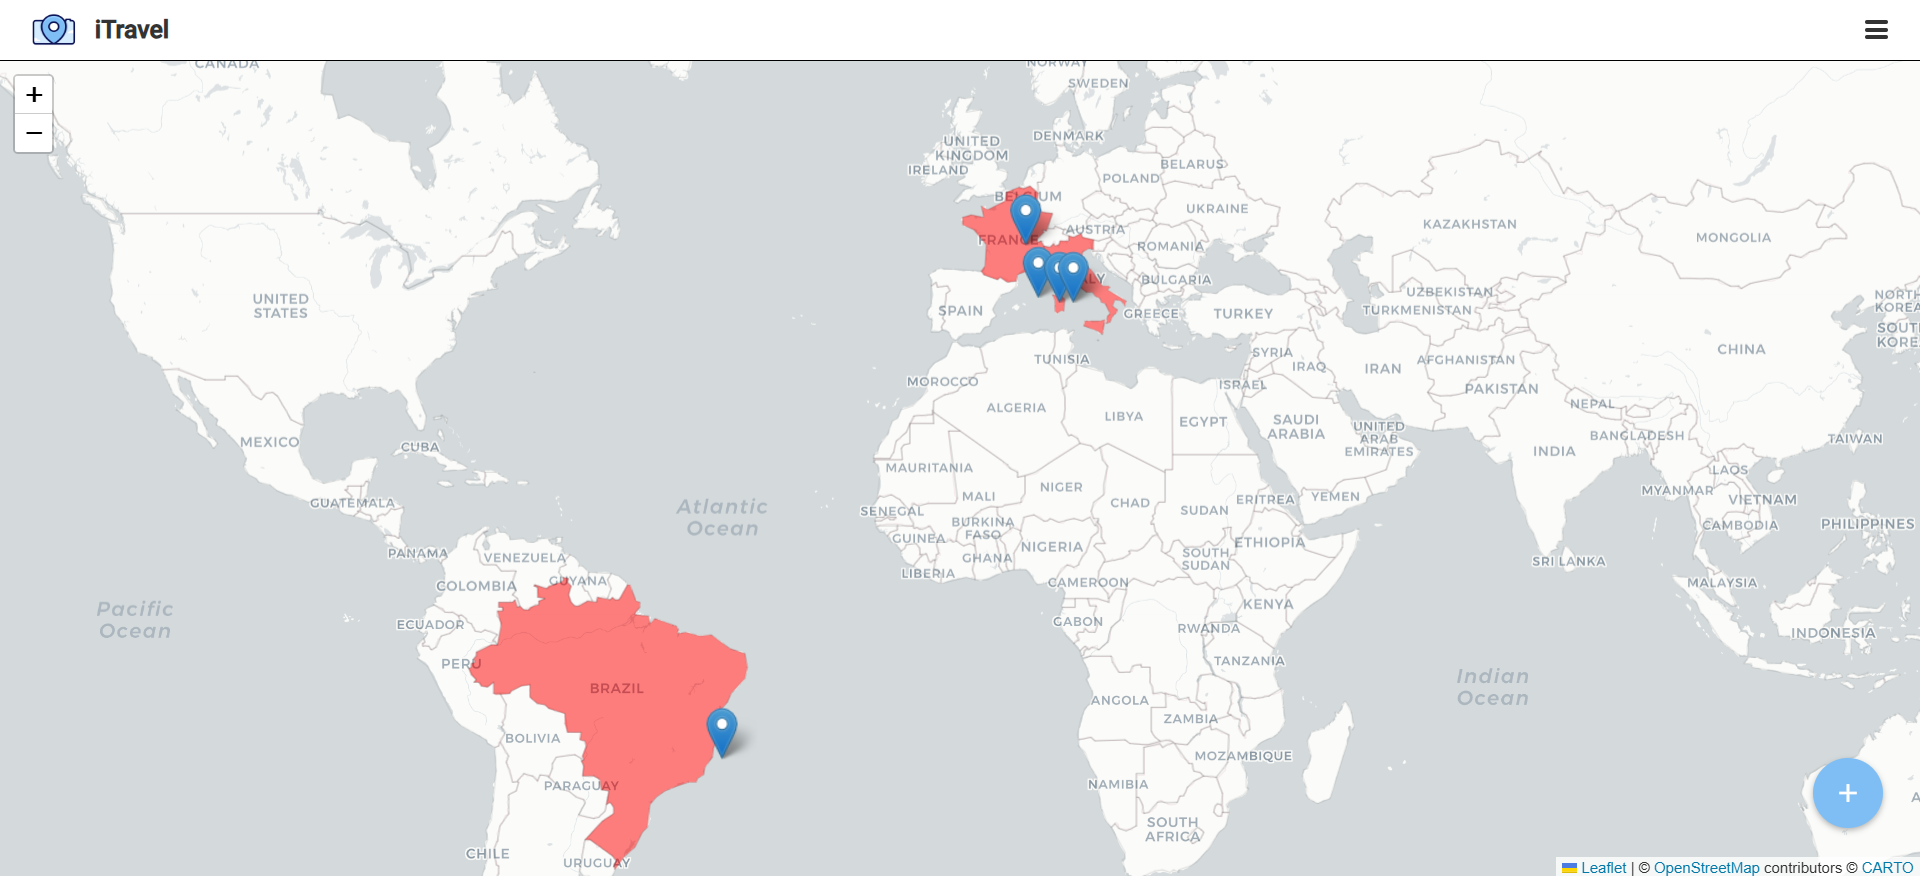 iTravel
+
−
CANADA
NORWAY
SWEDEN
DENMARK
UNITED
KINGDOM
IRELAND
BELARUS
POLAND
BELGIUM
UKRAINE
KAZAKHSTAN
MONGOLIA
FRANCE
AUSTRIA
ROMANIA
BULGARIA
UNITED
STATES
SPAIN
GREECE
TURKEY
UZBEKISTAN
TURKMENISTAN
CHINA
TUNISIA
SYRIA
IRAQ
IRAN
AFGHANISTAN
PAKISTAN
MOROCCO
ISRAEL
ALGERIA
LIBYA
EGYPT
SAUDI
ARABIA
UNITED
ARAB
EMIRATES
NEPAL
BANGLADESH
INDIA
TAIWAN
MEXICO
CUBA
MAURITANIA
MALI
NIGER
CHAD
SUDAN
ERITREA
YEMEN
LAOS
MYANMAR
VIETNAM
CAMBODIA
PHILIPPINES
GUATEMALA
Atlantic
Ocean
SENEGAL
BURKINA
FASO
GUINEA
GHANA
NIGERIA
SOUTH
SUDAN
ETHIOPIA
SRI LANKA
LIBERIA
CAMEROON
MALAYSIA
PANAMA
VENEZUELA
COLOMBIA
GUYANA
Pacific
Ocean
ECUADOR
GABON
KENYA
RWANDA
INDONESIA
PERU
TANZANIA
BRAZIL
Indian
Ocean
ANGOLA
ZAMBIA
BOLIVIA
MOZAMBIQUE
PARAGUAY
NAMIBIA
SOUTH
AFRICA
+
CHILE
URUGUAY
Leaflet | © OpenStreetMap contributors © CARTO